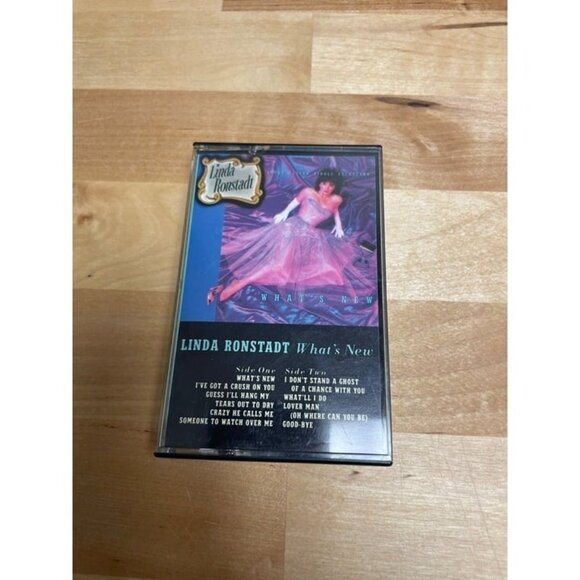 Linda
Ronstadt
WHAT'S NEW
LINDA RONSTADT What's New
Side One
WHAT'S NEW
I'VE GOT A CRUSH ON YOU
GUESS I'LL HANG MY
TEARS OUT TO DRY
CRAZY HE CALLS ME
SOMEONE TO WATCH OVER ME
Side Two
I DON'T STAND A GHOST
OF A CHANCE WITH YOU
WHAT'LL I DO
LOVER MAN
(OH WHERE CAN YOU BE)
GOOD-BYE